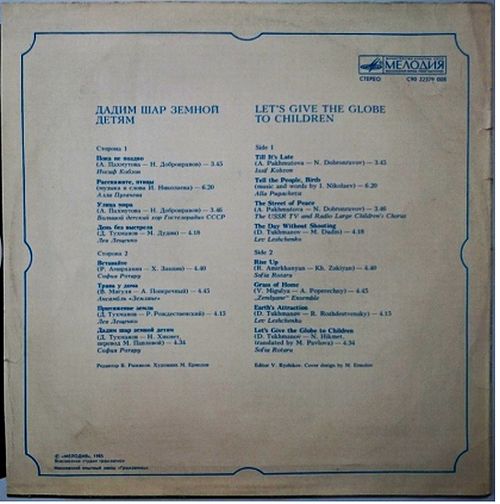 МЕЛОДИЯ
СТЕРЕО
С90 22379 008
ДАДИМ ШАР ЗЕМНОЙ
ДЕТЯМ
Сторона 1
Пока не поздно
(А. Пахмутова — Н. Добронравов) — 3.45
Иосиф Кобзон
Расскажите, птицы
(музыка и слова И. Николаева) — 6.20
Алла Пугачева
Улица мира
(А. Пахмутова — Н. Добронравов) — 3.46
Большой детский хор Гостелерадио СССР
День без выстрела
(Д. Тухманов — М. Дудин) — 4.18
Лев Лещенко
Сторона 2
Встаньте
(Р. Амирханян — Х. Закиян) — 4.40
София Ротару
Трава у дома
(В. Мигуля — А. Поперечный) — 4.45
Ансамбль «Земляне»
Притяжение земли
(Д. Тухманов — Р. Рождественский) — 4.15
Лев Лещенко
Дадим шар земной детям
(Д. Тухманов — Н. Хикмет,
перевод М. Павловой) — 4.34
София Ротару
Редактор В. Рыжиков. Художник М. Ермолов
LET'S GIVE THE GLOBE
TO CHILDREN
Side 1
Till It's Late
(A. Pakhmutova — N. Dobronravov) — 3.45
Iosif Kobzon
Tell the People, Birds
(music and words by I. Nikolaev) — 6.20
Alla Pugacheva
The Street of Peace
(A. Pakhmutova — N. Dobronravov) — 3.46
The USSR TV and Radio Large Children's Chorus
The Day Without Shooting
(D. Tukhmanov — M. Dudin) — 4.18
Lev Leshchenko
Side 2
Rise Up
(R. Amirkhanyan — Kh. Zakiyan) — 4.40
Sofia Rotaru
Grass of Home
(V. Migulya — A. Poperechny) — 4.45
„Zemlyane" Ensemble
Earth's Attraction
(D. Tukhmanov — R. Rozhdestvensky) — 4.15
Lev Leshchenko
Let's Give the Globe to Children
(D. Tukhmanov — N. Hikmet,
translated by M. Pavlova) — 4.34
Sofia Rotaru
Editor V. Ryzhikov. Cover design by M. Ermolov
© «МЕЛОДИЯ», 1985
Всесоюзная студия грамзаписи
Московский опытный завод «Грамзапись»